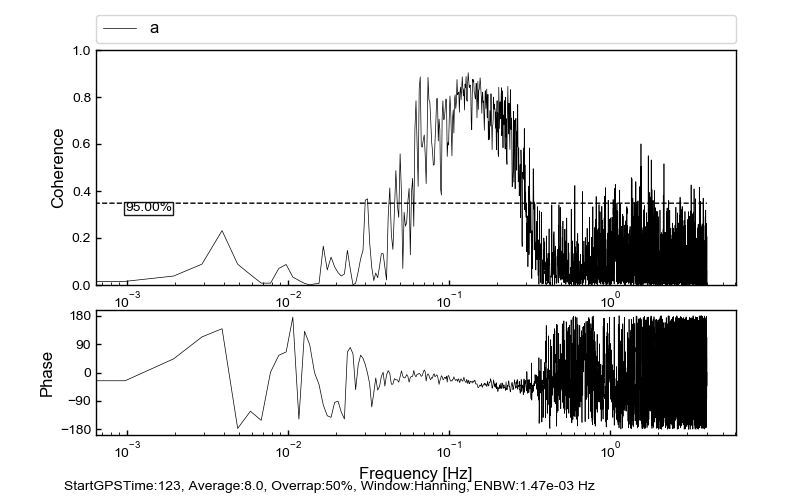 a
Coherence
1.0
0.8
0.6
0.4
0.2
0.0
95.00%
10⁻³ 10⁻² 10⁻¹ 10⁰
Phase
180
90
0
−90
−180
10⁻³ 10⁻² 10⁻¹ 10⁰
Frequency [Hz]
StartGPSTime:123, Average:8.0, Overrap:50%, Window:Hanning, ENBW:1.47e-03 Hz